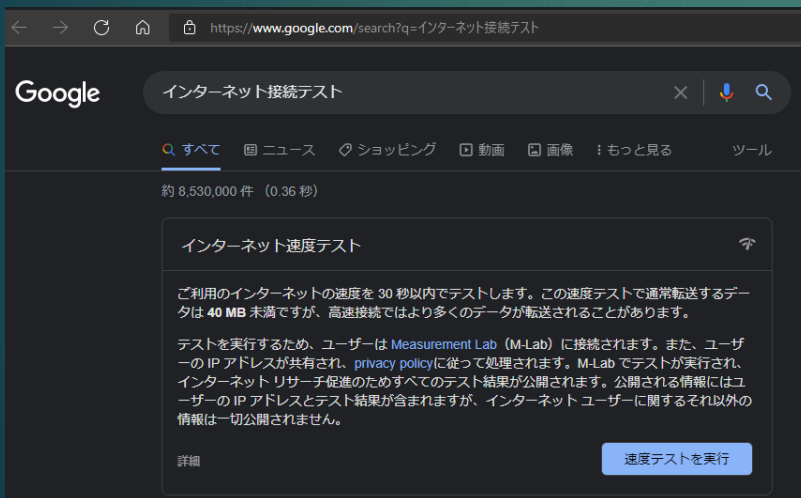 https://www.google.com/search?q=インターネット接続テスト
Google
インターネット接続テスト
すべて ニュース ショッピング 動画 画像 もっと見る ツール
約 8,530,000 件 （0.36 秒）
インターネット速度テスト
ご利用のインターネットの速度を 30 秒以内でテストします。この速度テストで通常転送するデー
タは 40 MB 未満ですが、高速接続ではより多くのデータが転送されることがあります。
テストを実行するため、ユーザーは Measurement Lab（M-Lab）に接続されます。また、ユーザ
ーの IP アドレスが共有され、privacy policyに従って処理されます。M-Lab でテストが実行され、
インターネット リサーチ促進のためすべてのテスト結果が公開されます。公開される情報にはユ
ーザーの IP アドレスとテスト結果が含まれますが、インターネット ユーザーに関するそれ以外の
情報は一切公開されません。
詳細
速度テストを実行